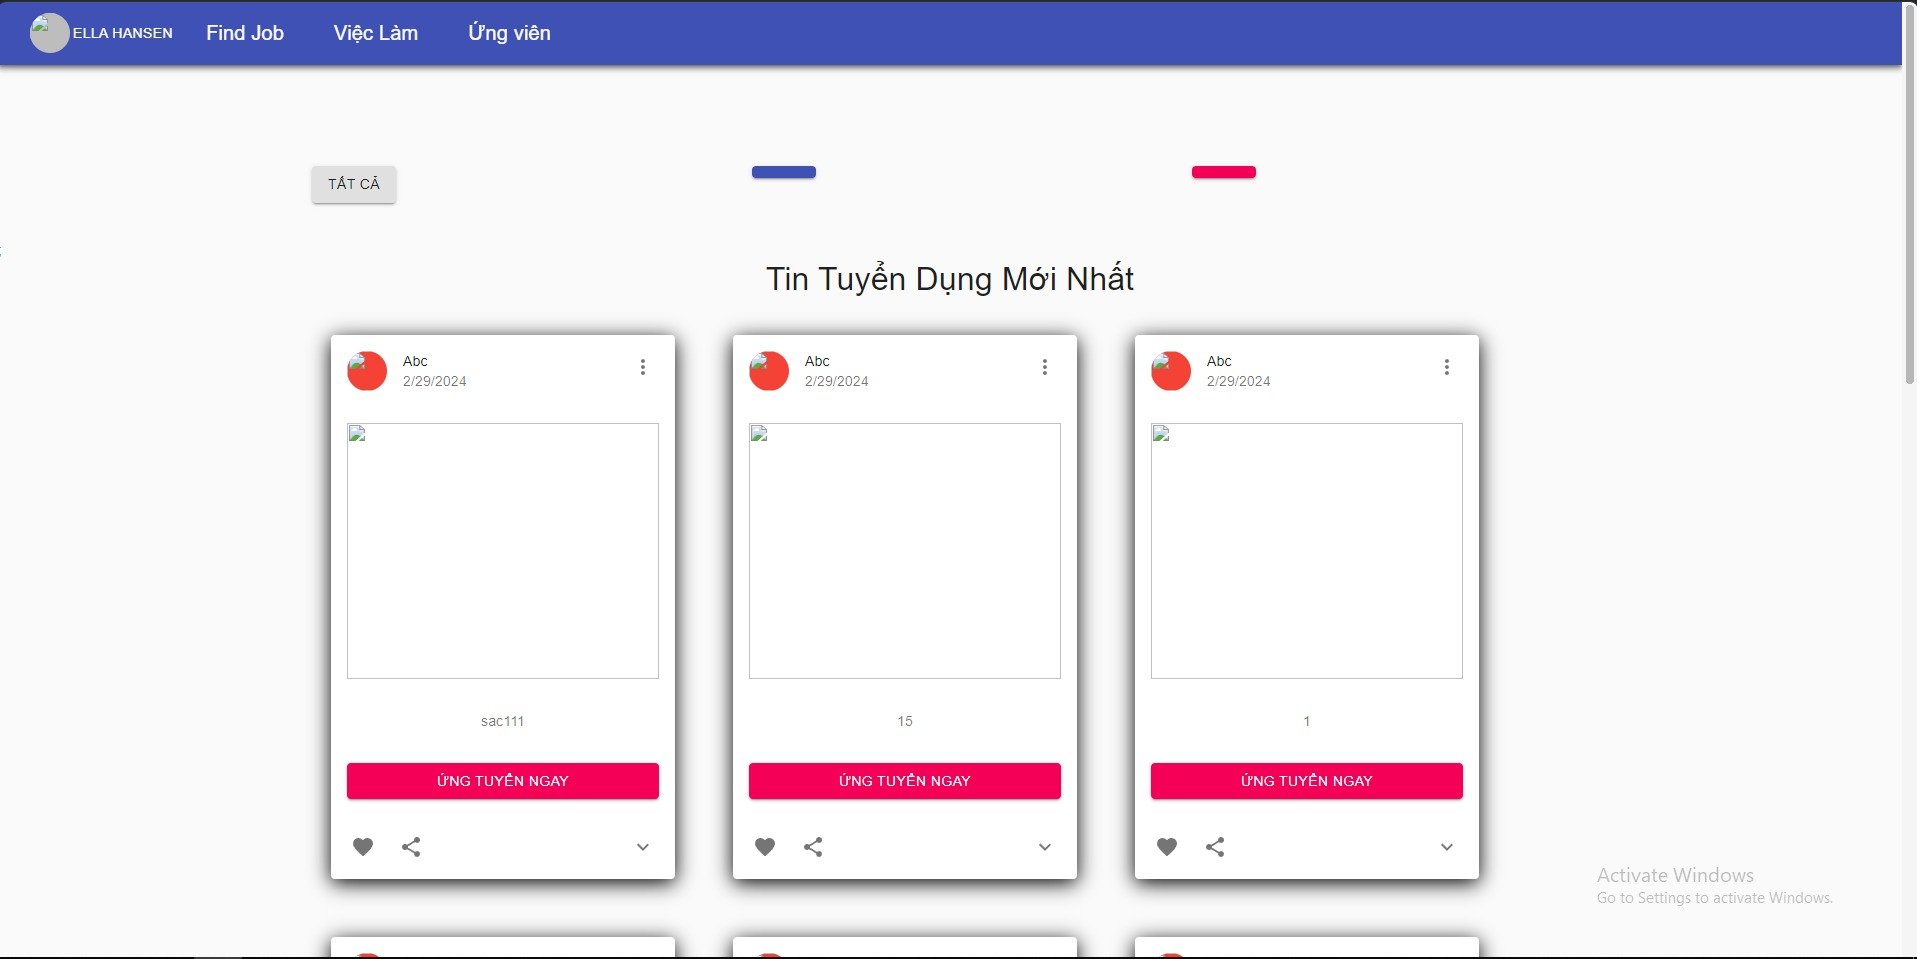 ELLA HANSEN Find Job Việc Làm Ứng viên
TẤT CẢ
Tin Tuyển Dụng Mới Nhất
Abc
2/29/2024
sac111
ỨNG TUYỂN NGAY
Abc
2/29/2024
15
ỨNG TUYỂN NGAY
Abc
2/29/2024
1
ỨNG TUYỂN NGAY
Activate Windows
Go to Settings to activate Windows.